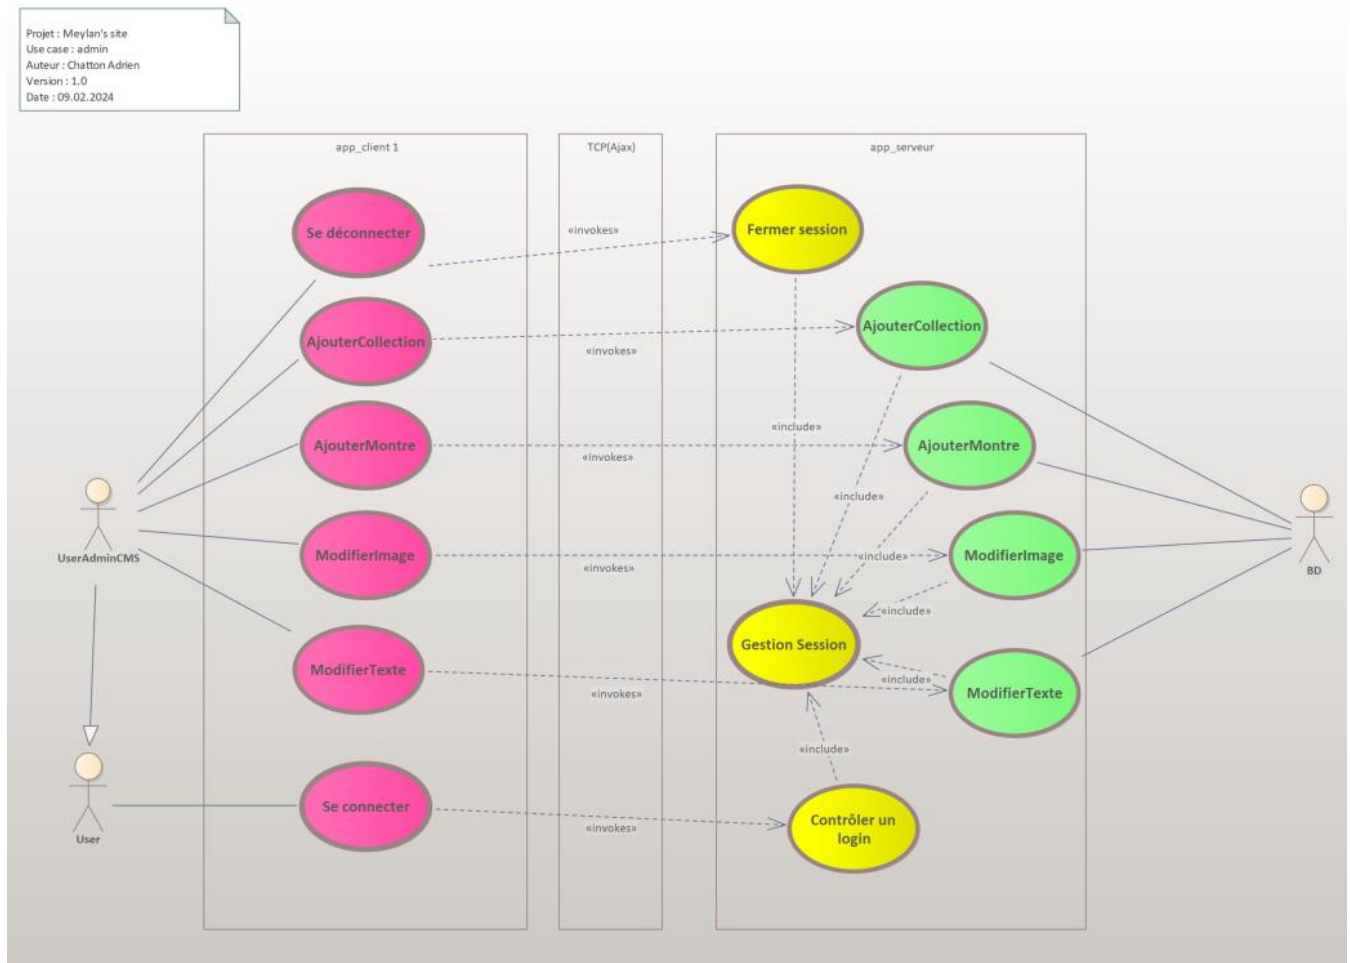 Projet : Meylan's site
Use case : admin
Auteur : Chatton Adrien
Version : 1.0
Date : 09.02.2024
app_client 1
TCP(Ajax)
app_serveur
Se déconnecter
«invokes»
Fermer session
AjouterCollection
«invokes»
AjouterCollection
«include»
AjouterMontre
«invokes»
AjouterMontre
«include»
UserAdminCMS
ModifierImage
«invokes»
«include»
ModifierImage
BD
«include»
Gestion Session
ModifierTexte
«invokes»
«include»
ModifierTexte
«include»
User
Se connecter
«invokes»
Contrôler un
login